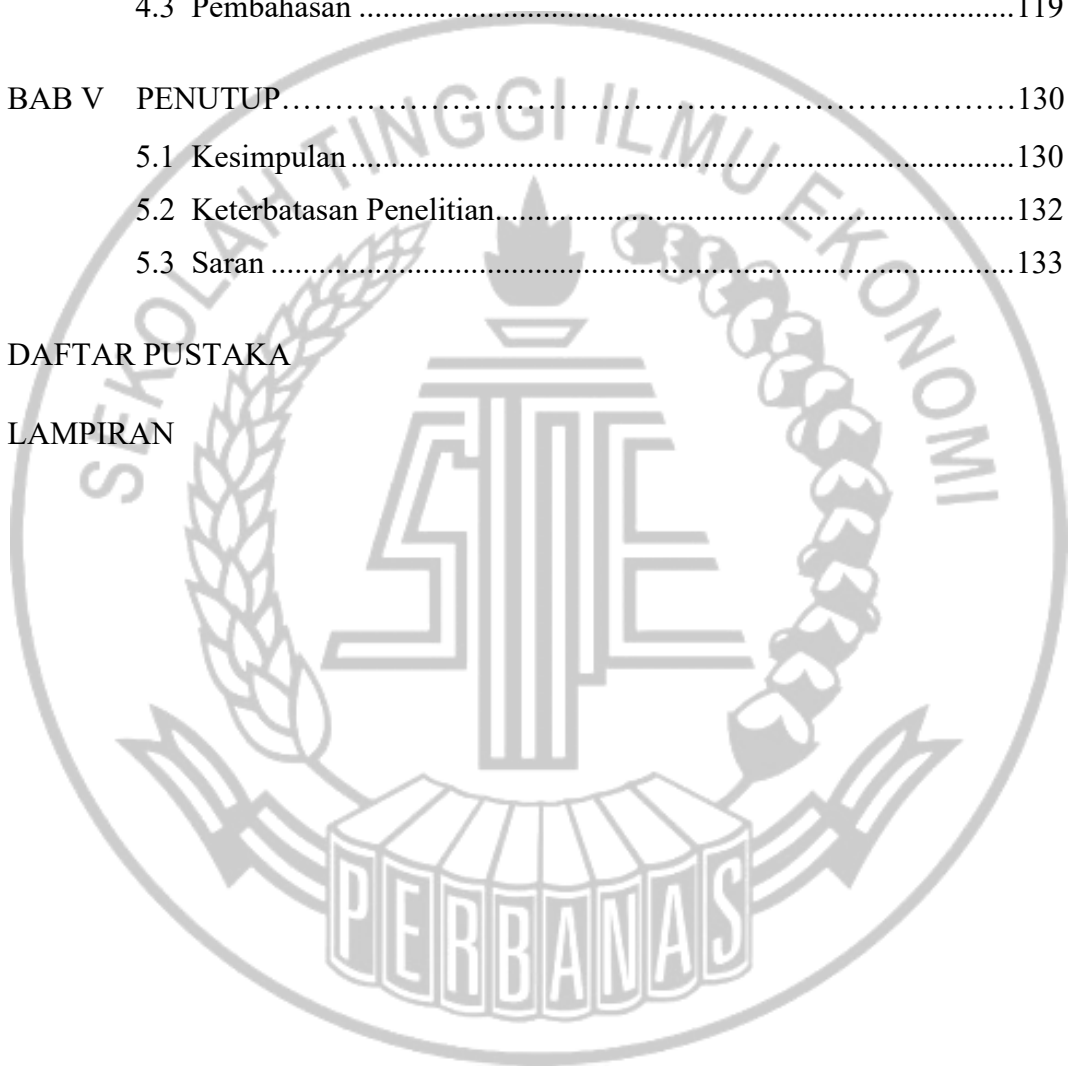 4.3 Pembahasan ...................................................................................119
BAB V PENUTUP……………………………………………………………………130
5.1 Kesimpulan ...................................................................................130
5.2 Keterbatasan Penelitian.................................................................132
5.3 Saran .............................................................................................133
DAFTAR PUSTAKA
LAMPIRAN
SEKOLAH TINGGI ILMU EKONOMI
STIE
PERBANAS